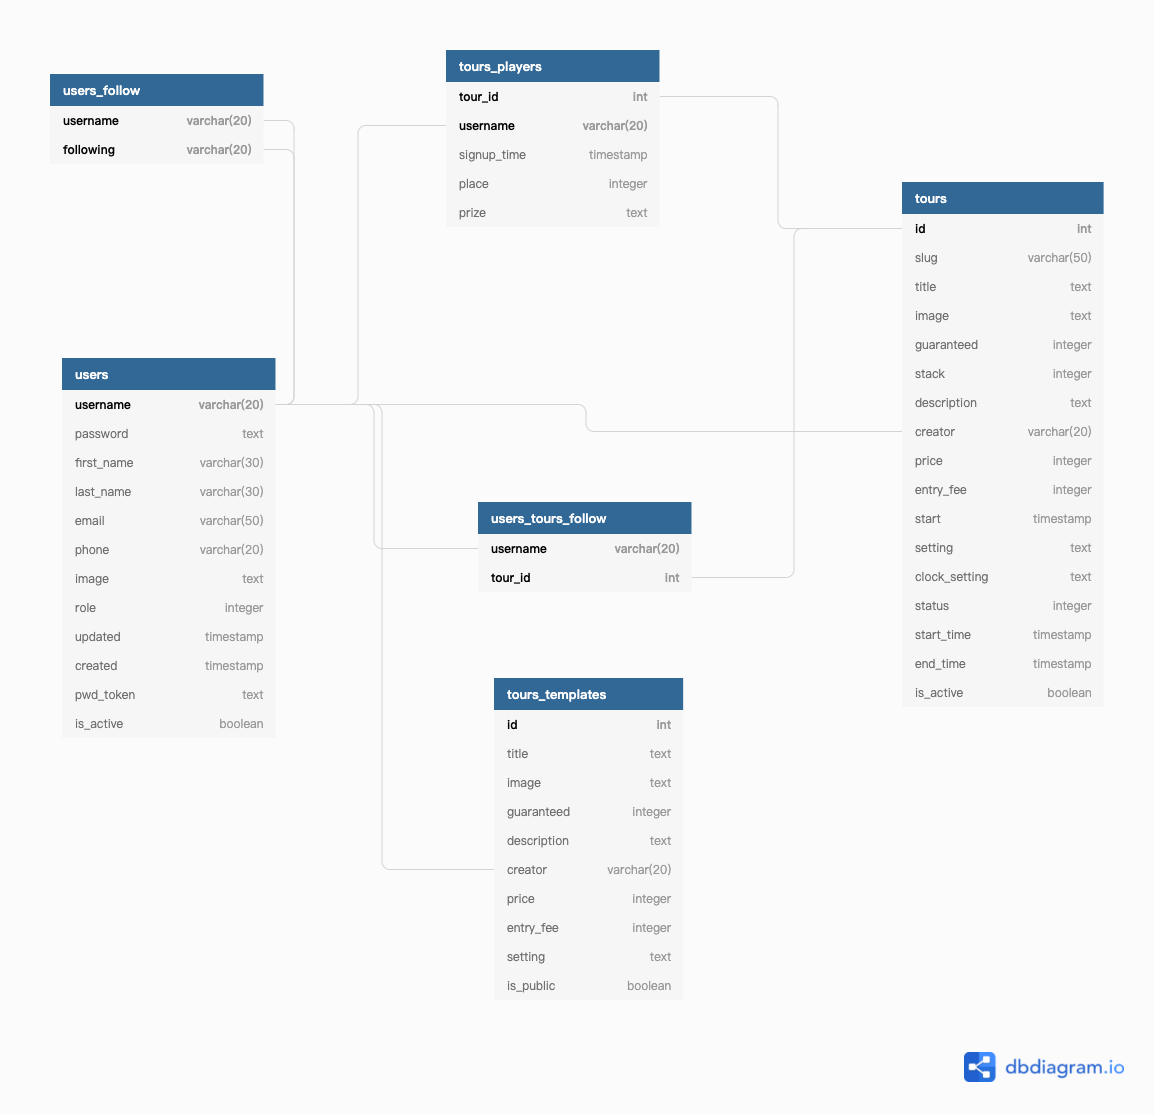 users_follow
username varchar(20)
following varchar(20)
tours_players
tour_id int
username varchar(20)
signup_time timestamp
place integer
prize text
tours
id int
slug varchar(50)
title text
image text
guaranteed integer
stack integer
description text
creator varchar(20)
price integer
entry_fee integer
start timestamp
setting text
clock_setting text
status integer
start_time timestamp
end_time timestamp
is_active boolean
users
username varchar(20)
password text
first_name varchar(30)
last_name varchar(30)
email varchar(50)
phone varchar(20)
image text
role integer
updated timestamp
created timestamp
pwd_token text
is_active boolean
users_tours_follow
username varchar(20)
tour_id int
tours_templates
id int
title text
image text
guaranteed integer
description text
creator varchar(20)
price integer
entry_fee integer
setting text
is_public boolean
dbdiagram.io